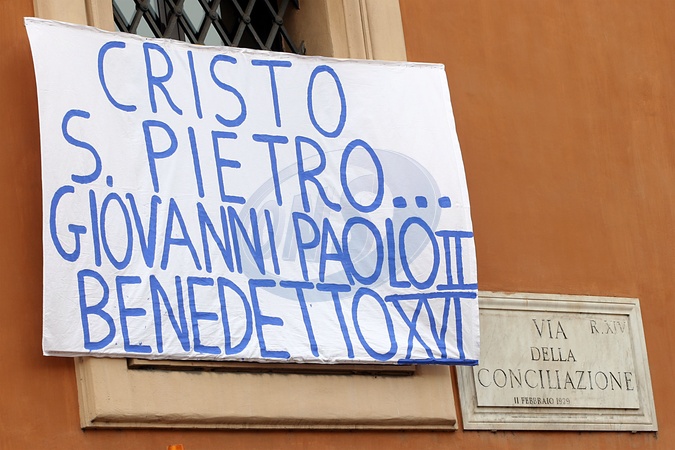 CRISTO
S. PIETRO...
GIOVANNI PAOLO II
BENEDETTO XVI
VIA R. XIV
DELLA
CONCILIAZIONE
11 FEBBRAIO 1929